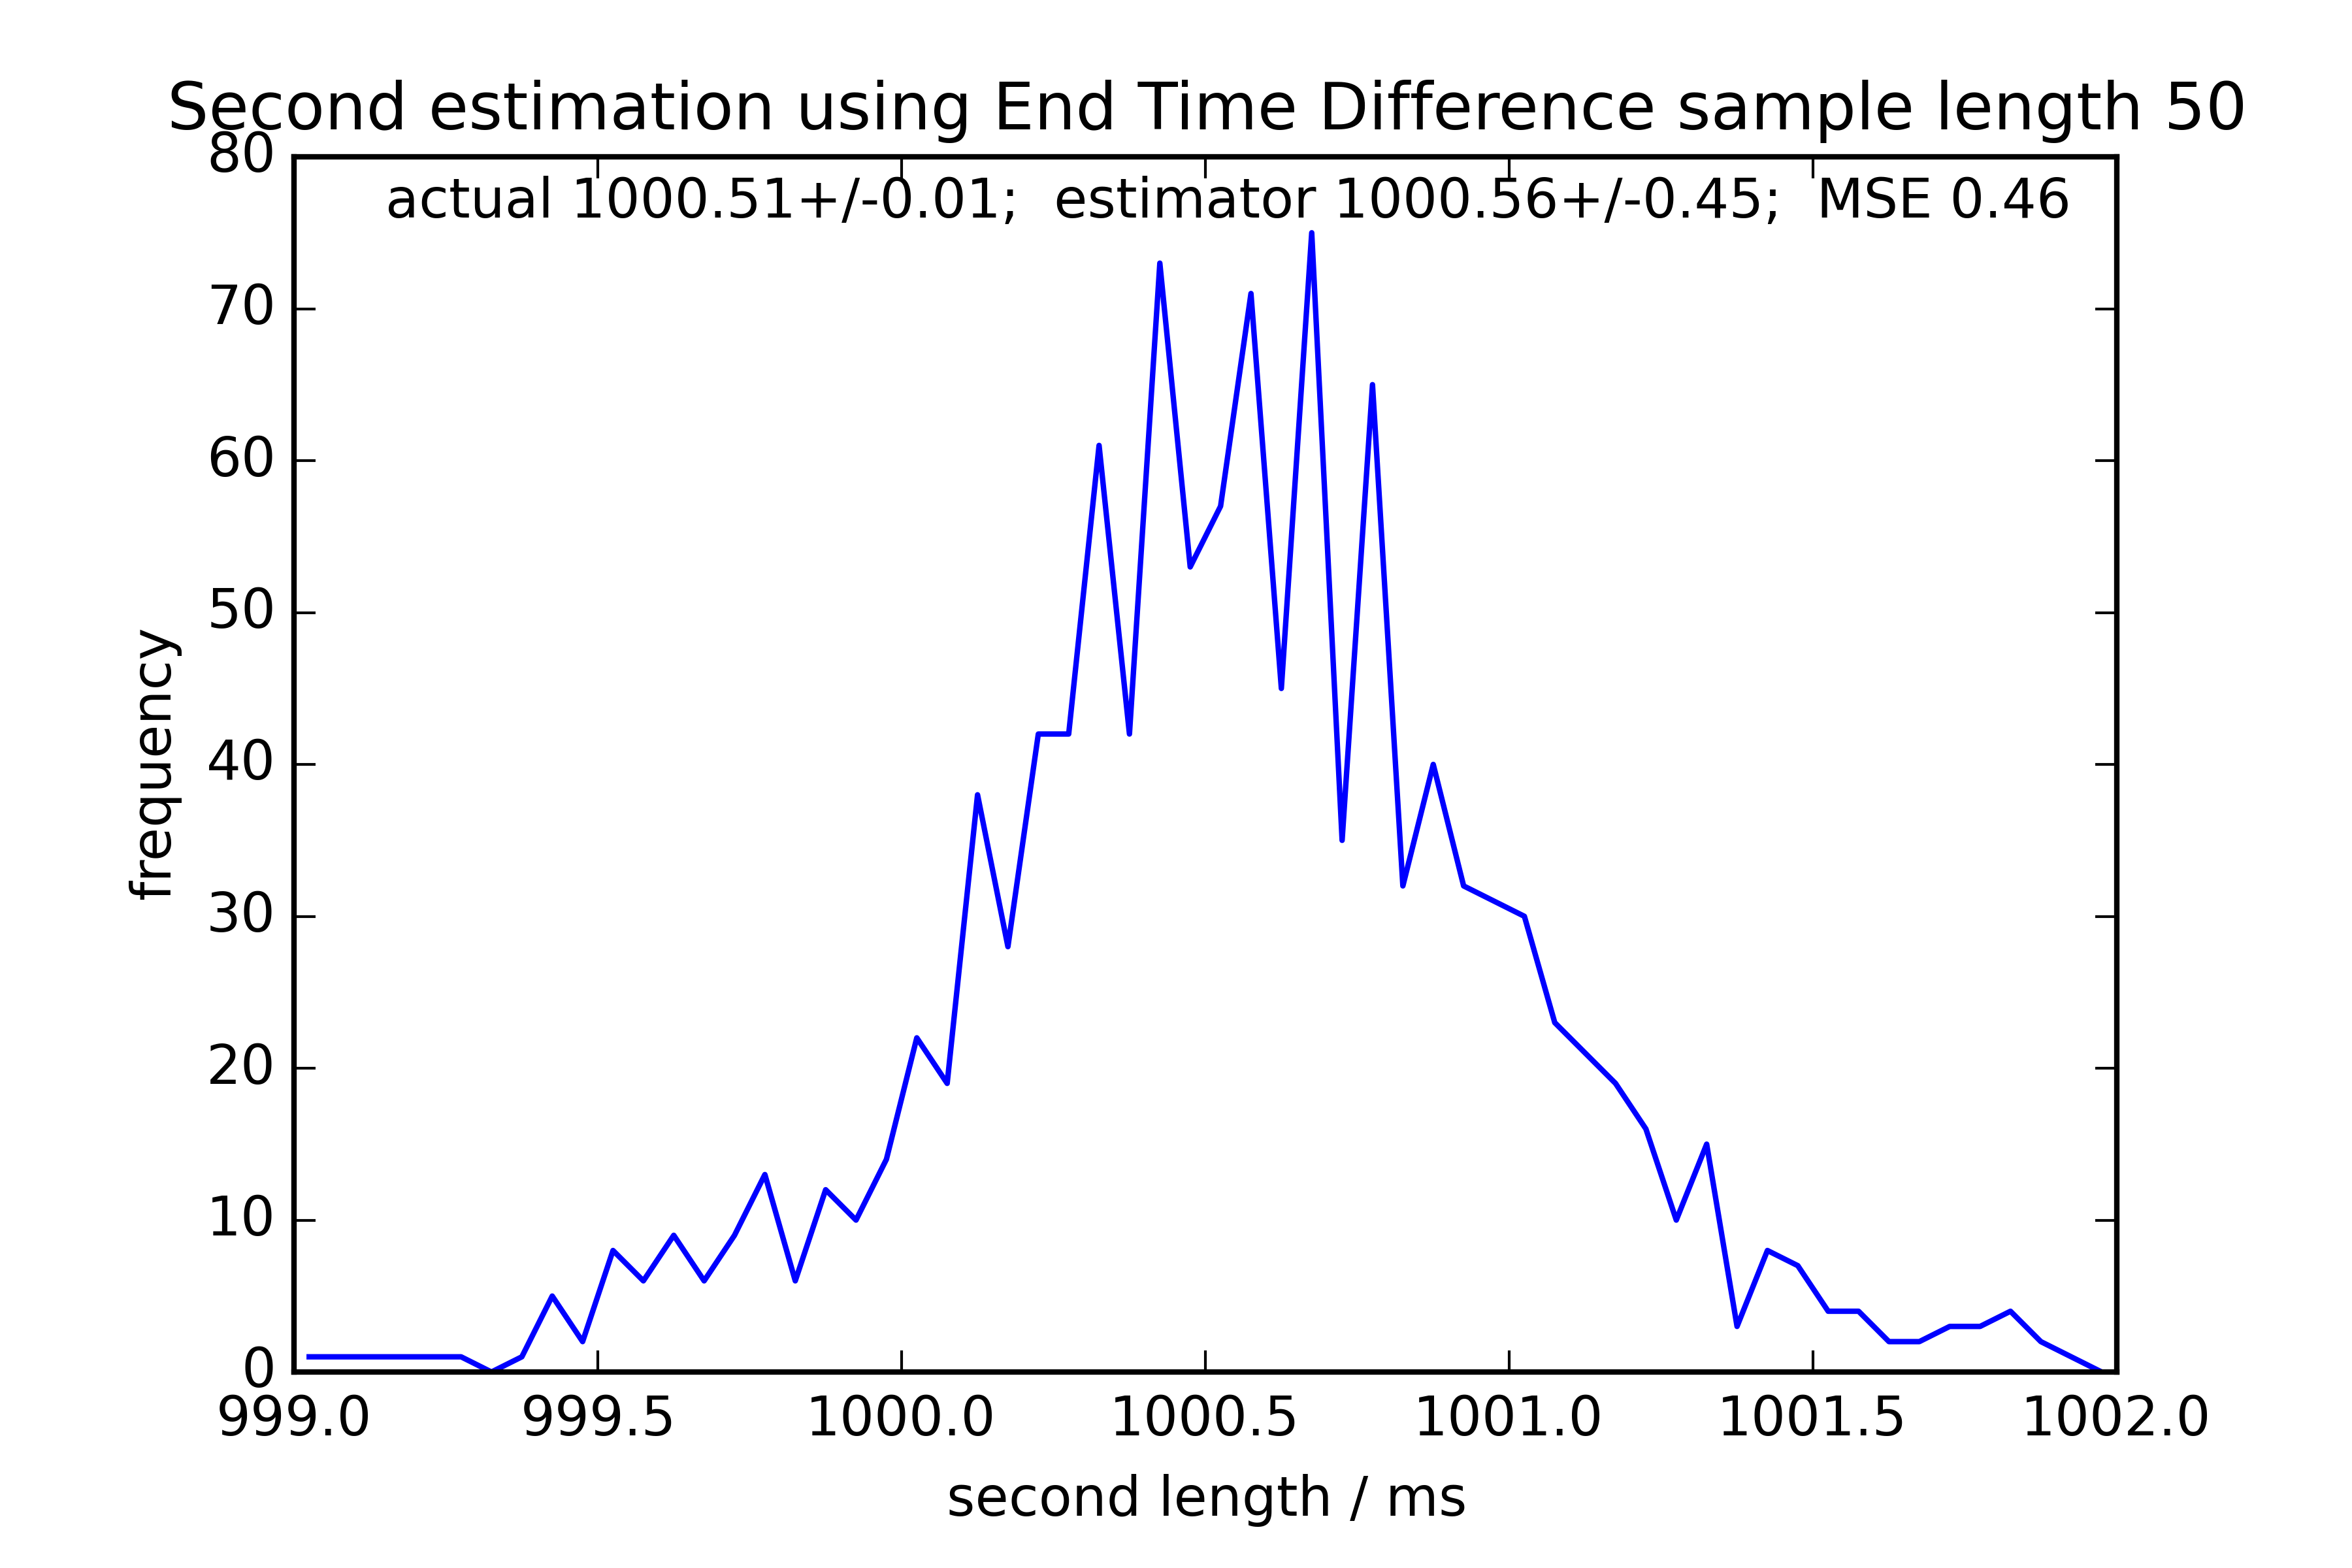 Second estimation using End Time Difference sample length 50
actual 1000.51+/-0.01;  estimator 1000.56+/-0.45;  MSE 0.46
80
70
60
50
40
30
20
10
0
frequency
999.0 999.5 1000.0 1000.5 1001.0 1001.5 1002.0
second length / ms